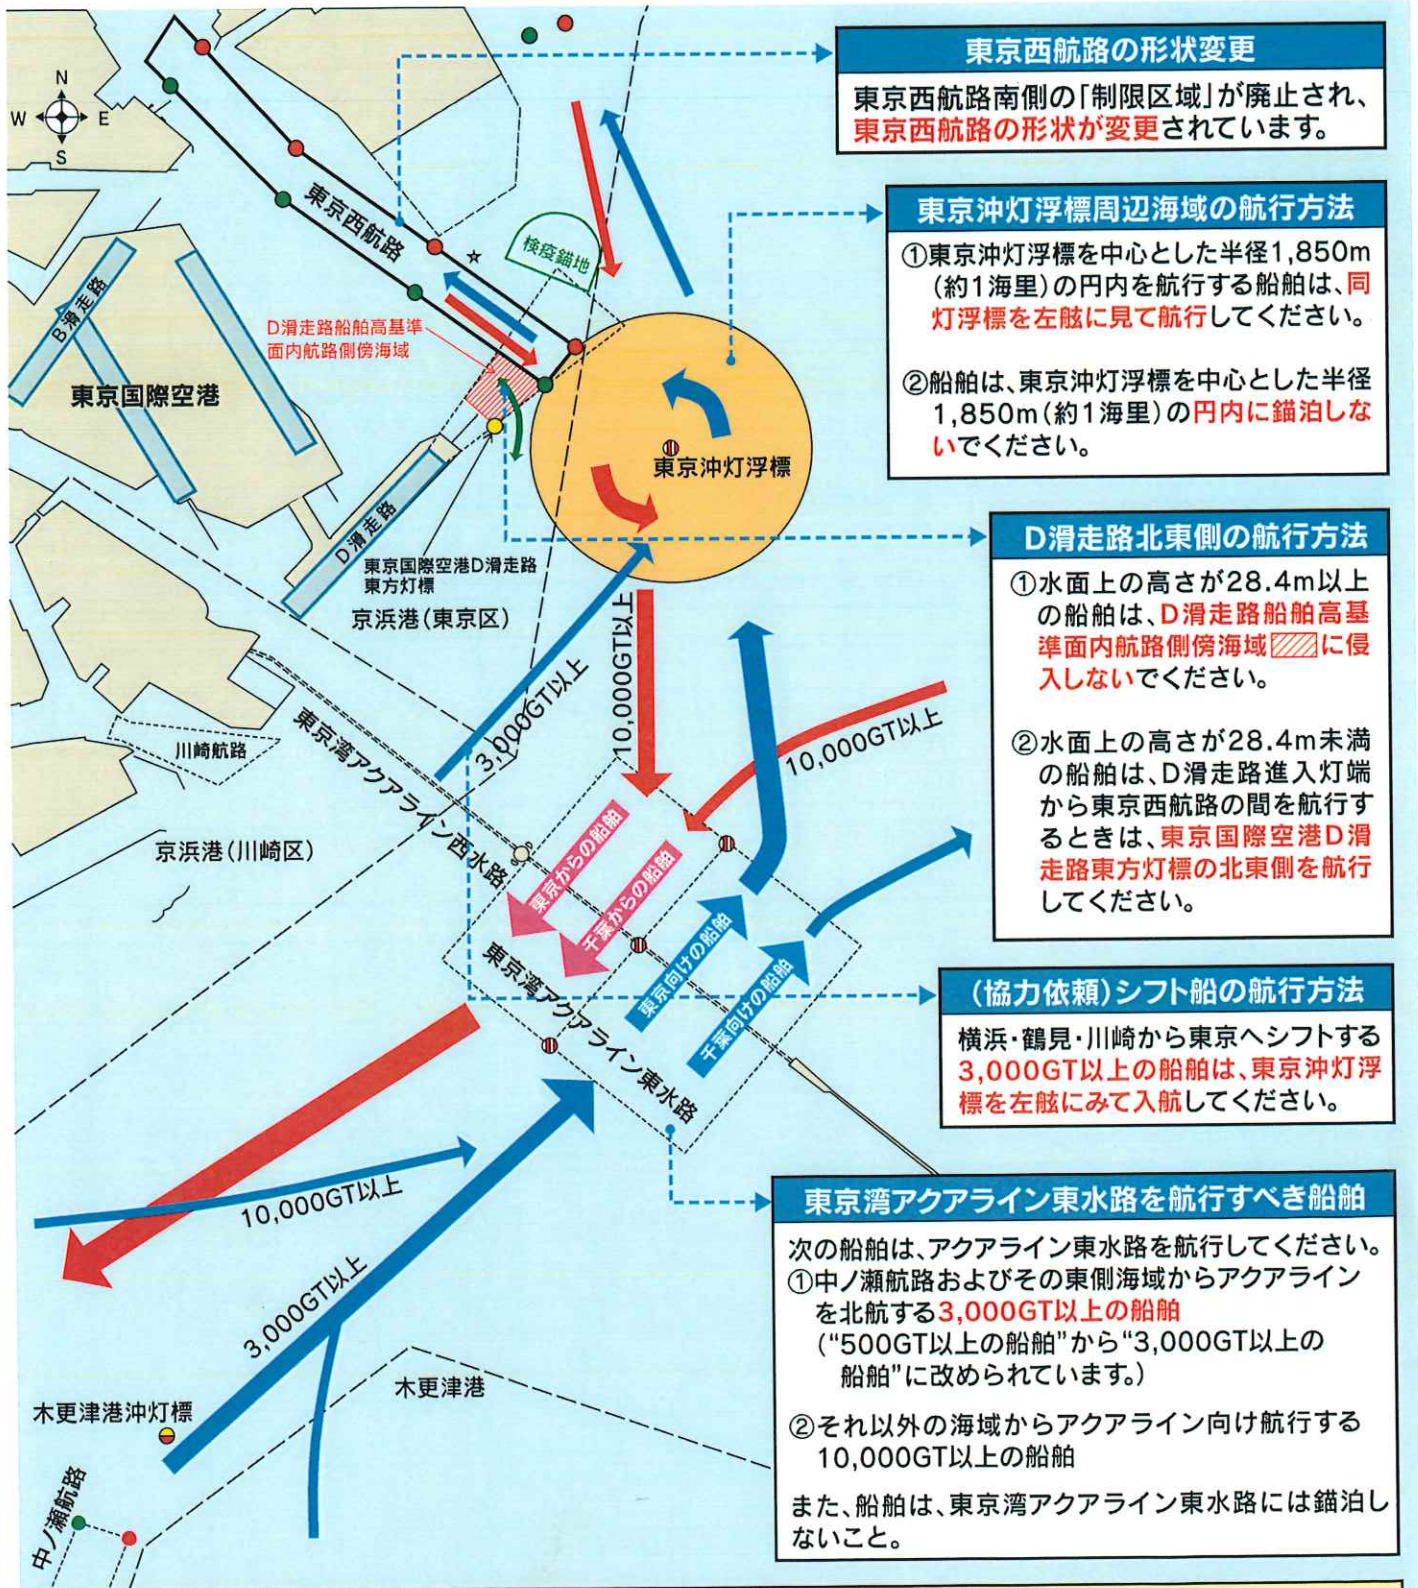 東京西航路の形状変更
東京西航路南側の「制限区域」が廃止され、
東京西航路の形状が変更されています。
東京沖灯浮標周辺海域の航行方法
①東京沖灯浮標を中心とした半径1,850m
(約1海里)の円内を航行する船舶は、同
灯浮標を左舷に見て航行してください。
②船舶は、東京沖灯浮標を中心とした半径
1,850m(約1海里)の円内に錨泊しな
いでください。
D滑走路北東側の航行方法
①水面上の高さが28.4m以上
の船舶は、D滑走路船舶高基
準面内航路側傍海域に侵
入しないでください。
②水面上の高さが28.4m未満
の船舶は、D滑走路進入灯端
から東京西航路の間を航行す
るときは、東京国際空港D滑
走路東方灯標の北東側を航行
してください。
(協力依頼)シフト船の航行方法
横浜・鶴見・川崎から東京へシフトする
3,000GT以上の船舶は、東京沖灯浮
標を左舷にみて入航してください。
東京湾アクアライン東水路を航行すべき船舶
次の船舶は、アクアライン東水路を航行してください。
①中ノ瀬航路およびその東側海域からアクアライン
を北航する3,000GT以上の船舶
(“500GT以上の船舶”から“3,000GT以上の
船舶”に改められています。)
②それ以外の海域からアクアライン向け航行する
10,000GT以上の船舶
また、船舶は、東京湾アクアライン東水路には錨泊し
ないこと。
N
W
E
S
東京西航路
検疫錨地
B滑走路
D滑走路船舶高基準
面内航路側傍海域
東京国際空港
東京沖灯浮標
D滑走路
東京国際空港D滑走路
東方灯標
京浜港(東京区)
3,000GT以上
10,000GT以上
10,000GT以上
川崎航路
東京湾アクアライン西水路
京浜港(川崎区)
東京からの船舶
千葉からの船舶
東京向けの船舶
千葉向けの船舶
東京湾アクアライン東水路
10,000GT以上
3,000GT以上
木更津港
木更津港沖灯標
中ノ瀬航路